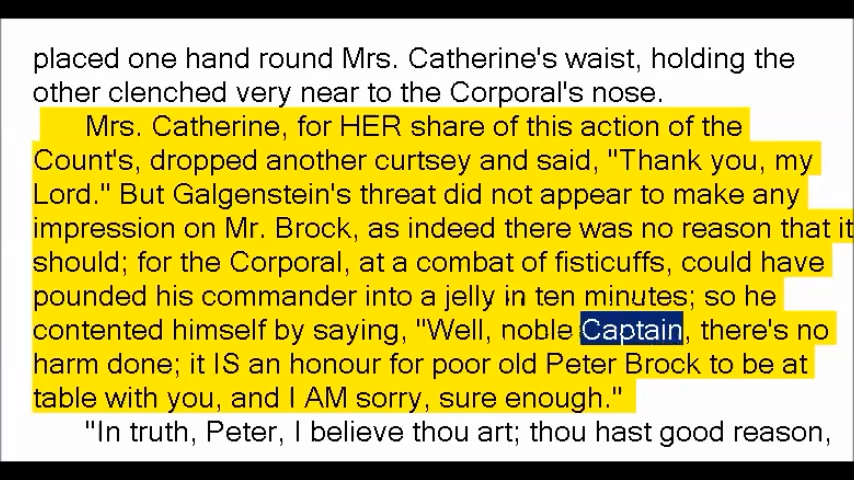 placed one hand round Mrs. Catherine's waist, holding the
other clenched very near to the Corporal's nose.
Mrs. Catherine, for HER share of this action of the
Count's, dropped another curtsey and said, "Thank you, my
Lord." But Galgenstein's threat did not appear to make any
impression on Mr. Brock, as indeed there was no reason that it
should; for the Corporal, at a combat of fisticuffs, could have
pounded his commander into a jelly in ten minutes; so he
contented himself by saying, "Well, noble Captain, there's no
harm done; it IS an honour for poor old Peter Brock to be at
table with you, and I AM sorry, sure enough."
"In truth, Peter, I believe thou art; thou hast good reason,